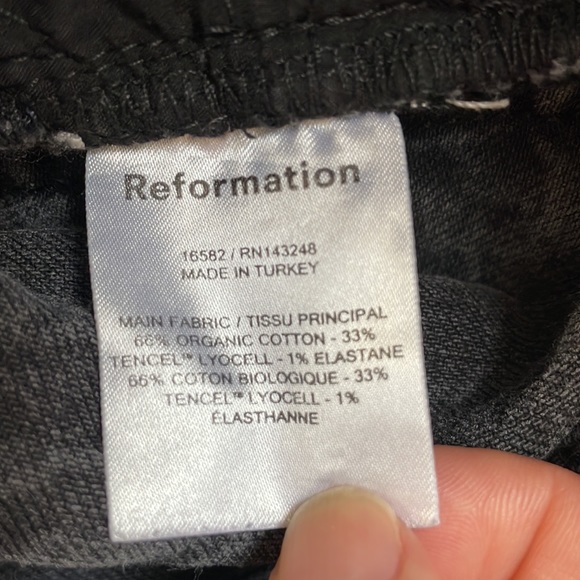 Reformation
16582 / RN143248
MADE IN TURKEY
MAIN FABRIC / TISSU PRINCIPAL
66% ORGANIC COTTON - 33%
TENCEL™ LYOCELL - 1% ELASTANE
66% COTON BIOLOGIQUE - 33%
TENCEL™ LYOCELL - 1%
ÉLASTHANNE